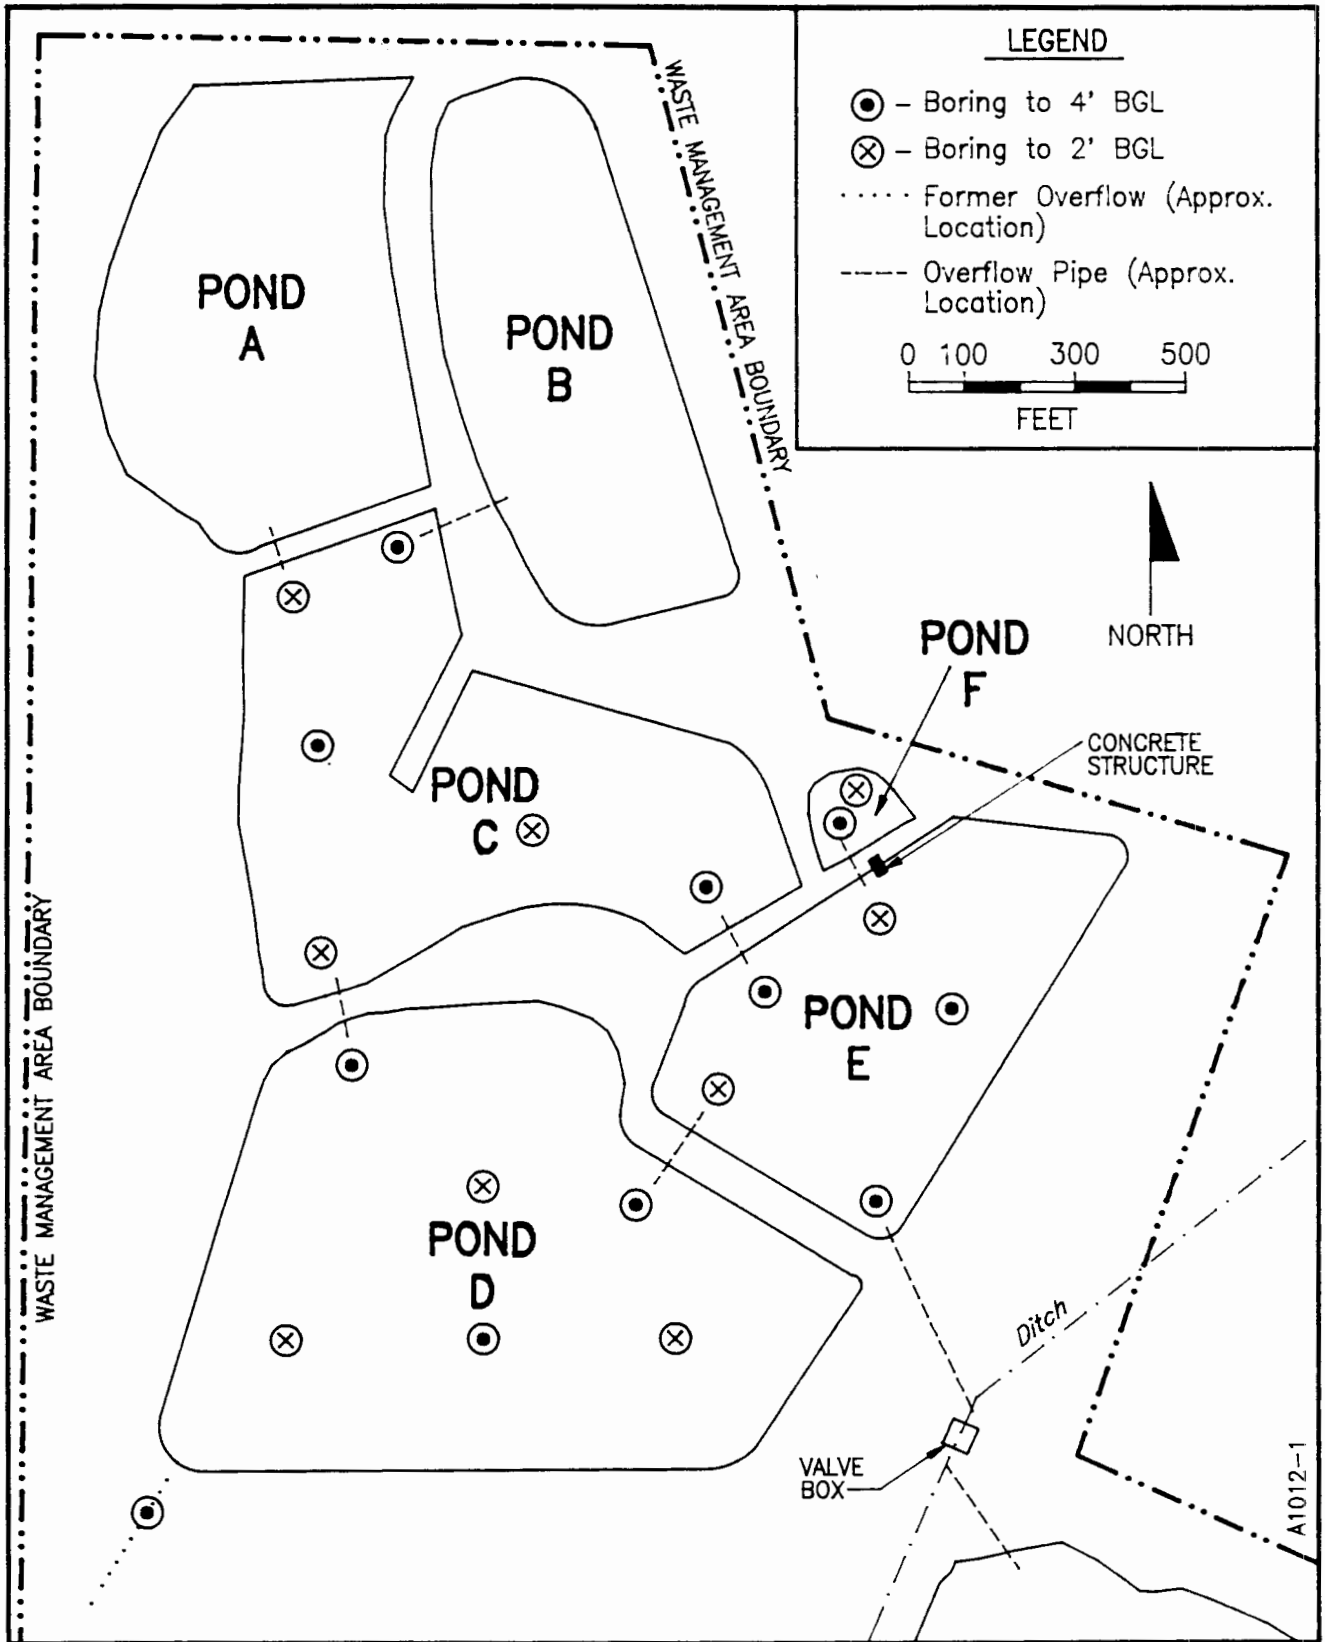 LEGEND
– Boring to 4' BGL
– Boring to 2' BGL
Former Overflow (Approx.
Location)
Overflow Pipe (Approx.
Location)
0 100 300 500
FEET
WASTE MANAGEMENT AREA BOUNDARY
POND
A
POND
B
NORTH
POND
F
CONCRETE
STRUCTURE
POND
C
WASTE MANAGEMENT AREA BOUNDARY
POND
E
POND
D
Ditch
VALVE
BOX
A1012-1